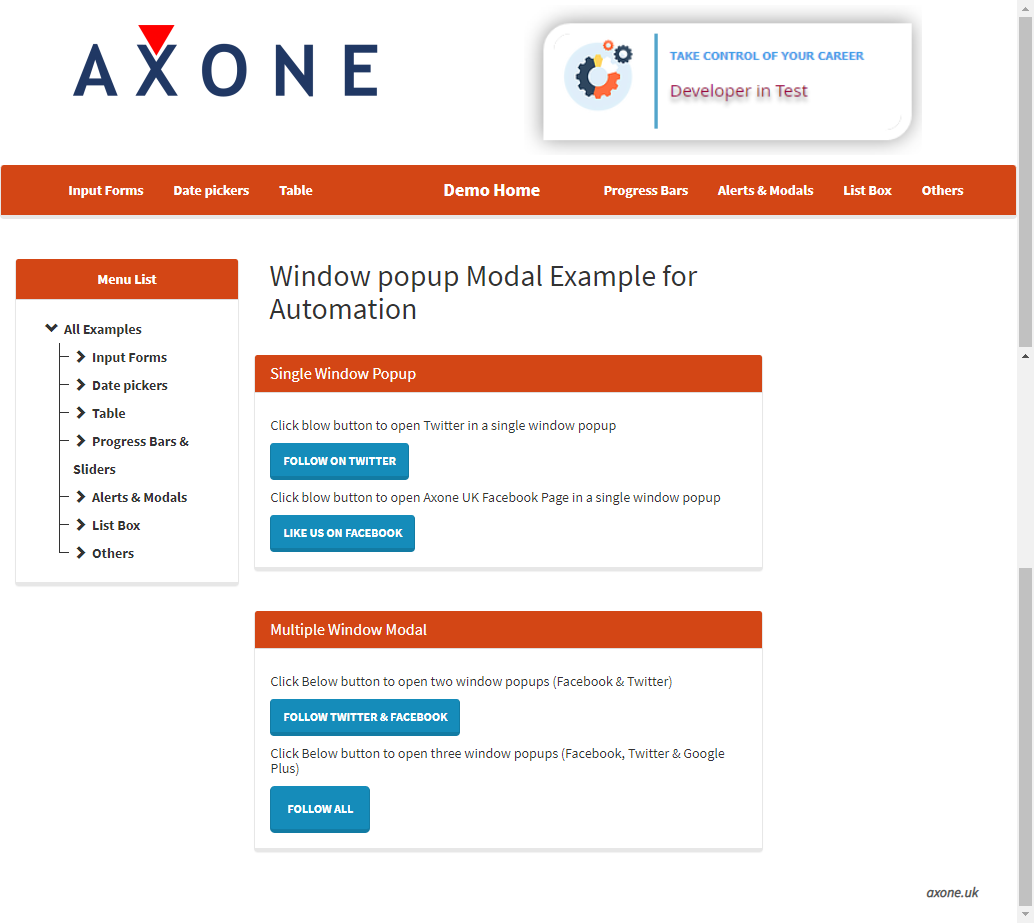 AXONE
TAKE CONTROL OF YOUR CAREER
Developer in Test
Input Forms Date pickers Table Demo Home Progress Bars Alerts & Modals List Box Others
Menu List
All Examples
Input Forms
Date pickers
Table
Progress Bars &
Sliders
Alerts & Modals
List Box
Others
Window popup Modal Example for
Automation
Single Window Popup
Click blow button to open Twitter in a single window popup
FOLLOW ON TWITTER
Click blow button to open Axone UK Facebook Page in a single window popup
LIKE US ON FACEBOOK
Multiple Window Modal
Click Below button to open two window popups (Facebook & Twitter)
FOLLOW TWITTER & FACEBOOK
Click Below button to open three window popups (Facebook, Twitter & Google
Plus)
FOLLOW ALL
axone.uk